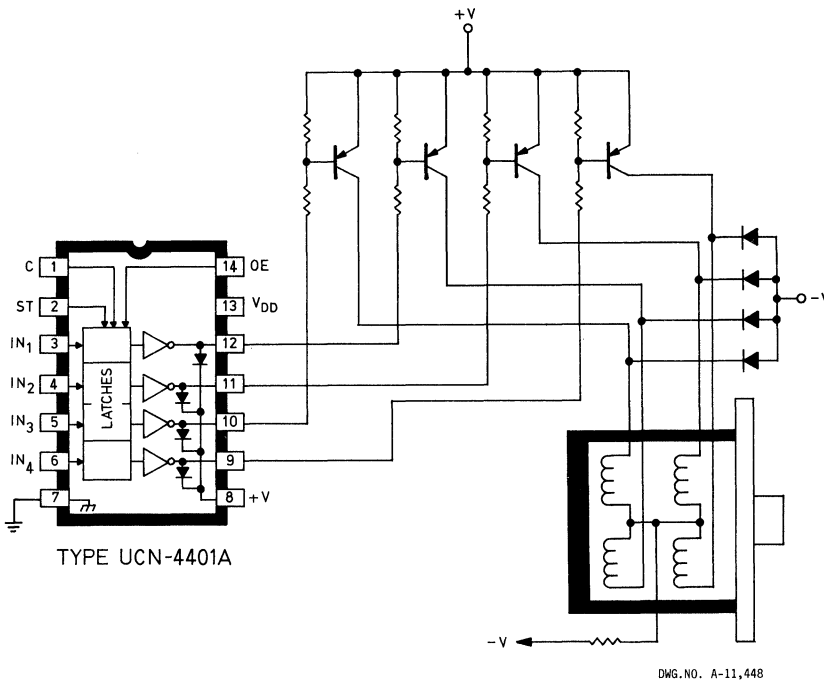 +V
C 1
14 OE
ST 2
13 VDD
IN1 3
12
IN2 4
11
IN3 5
10
IN4 6
9
7
8 +V
LATCHES
TYPE UCN-4401A
-V
-V
DWG.NO. A-11,448